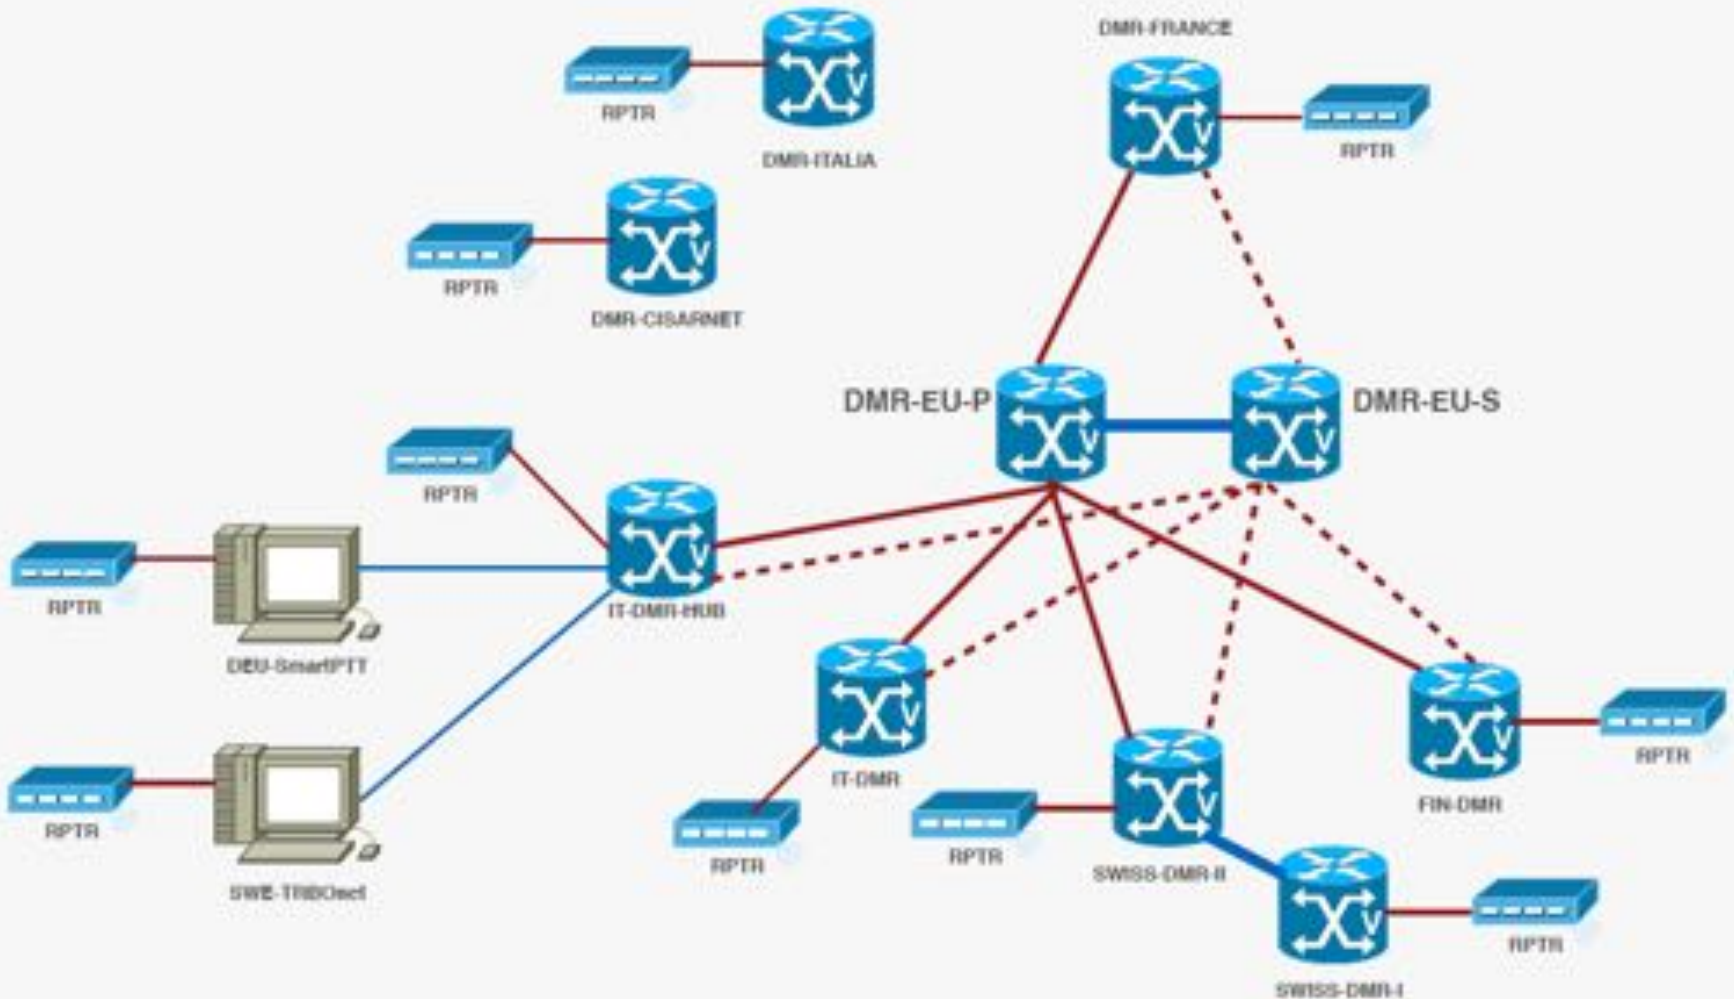 DMR-FRANCE
RPTR
DMR-ITALIA
RPTR
RPTR
DMR-CISARNET
DMR-EU-P
DMR-EU-S
RPTR
IT-DMR-HUB
RPTR
DEU-SmartPTT
RPTR
SWE-TRBOnet
IT-DMR
RPTR
RPTR
SWISS-DMR-II
FIN-DMR
RPTR
RPTR
SWISS-DMR-I
V
V
V
V
V
V
V
V
V
V